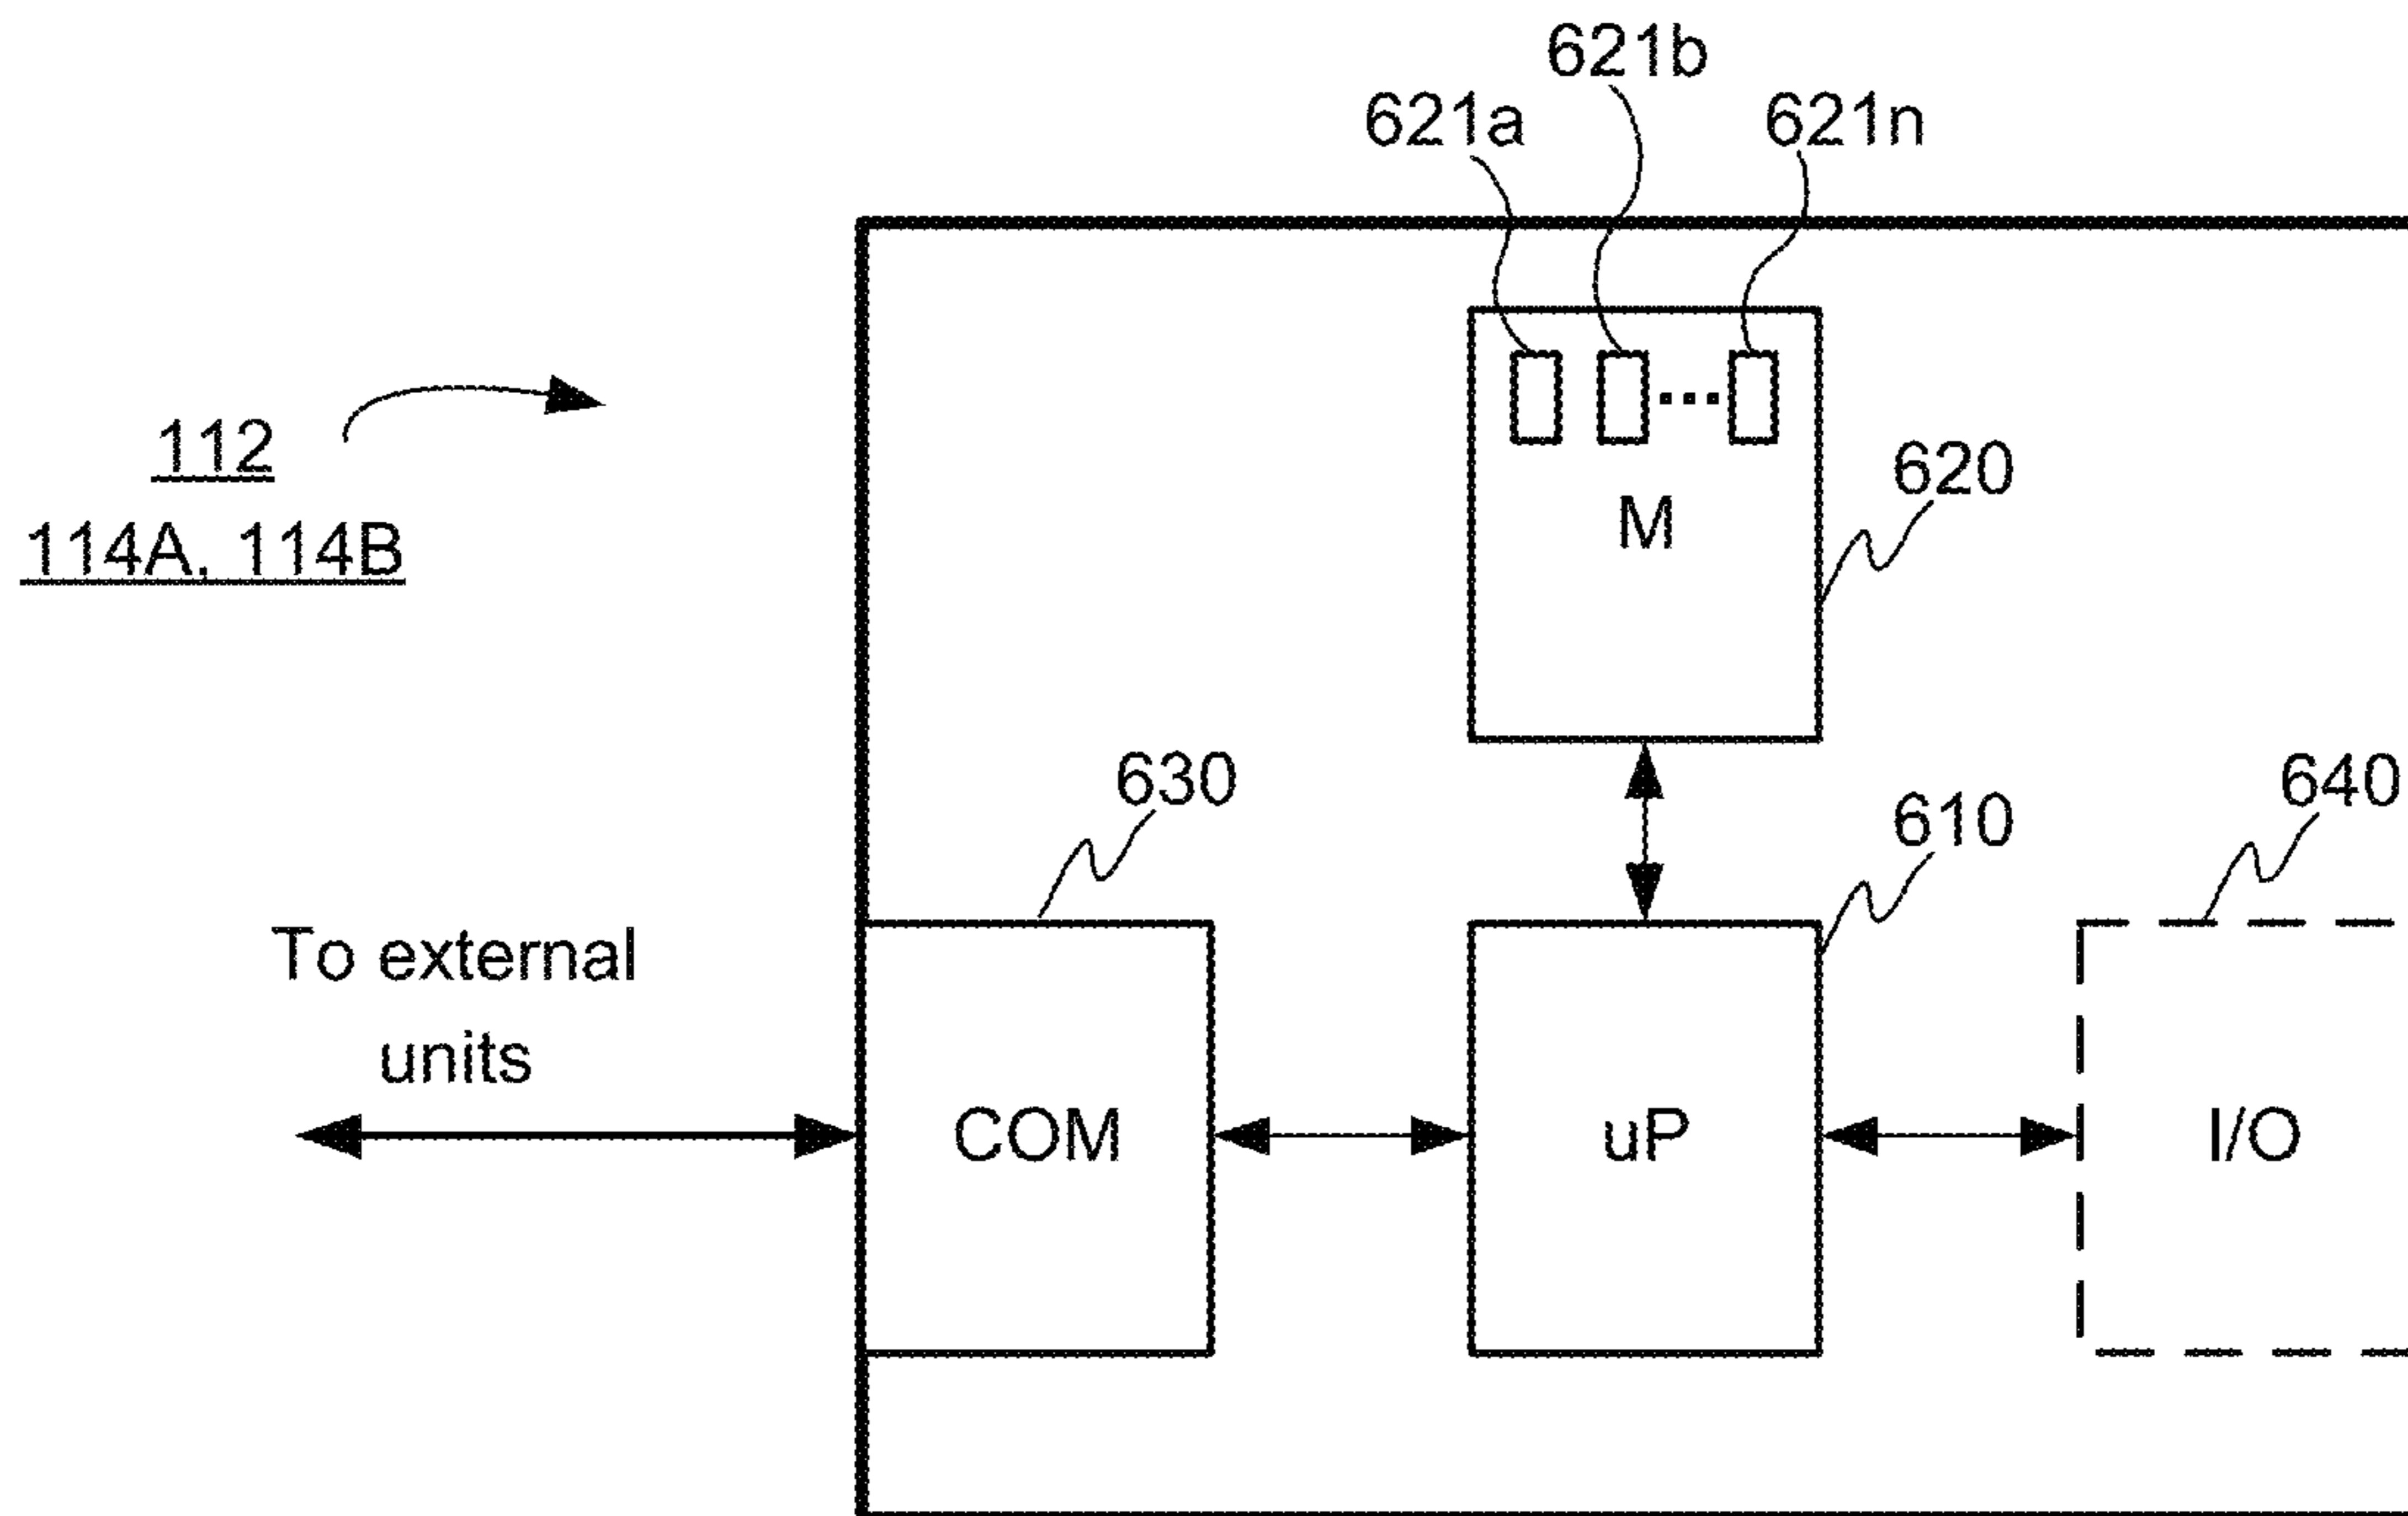 621b
621a
621n
112
114A, 114B
620
M
630
640
610
To external
units
COM
uP
I/O